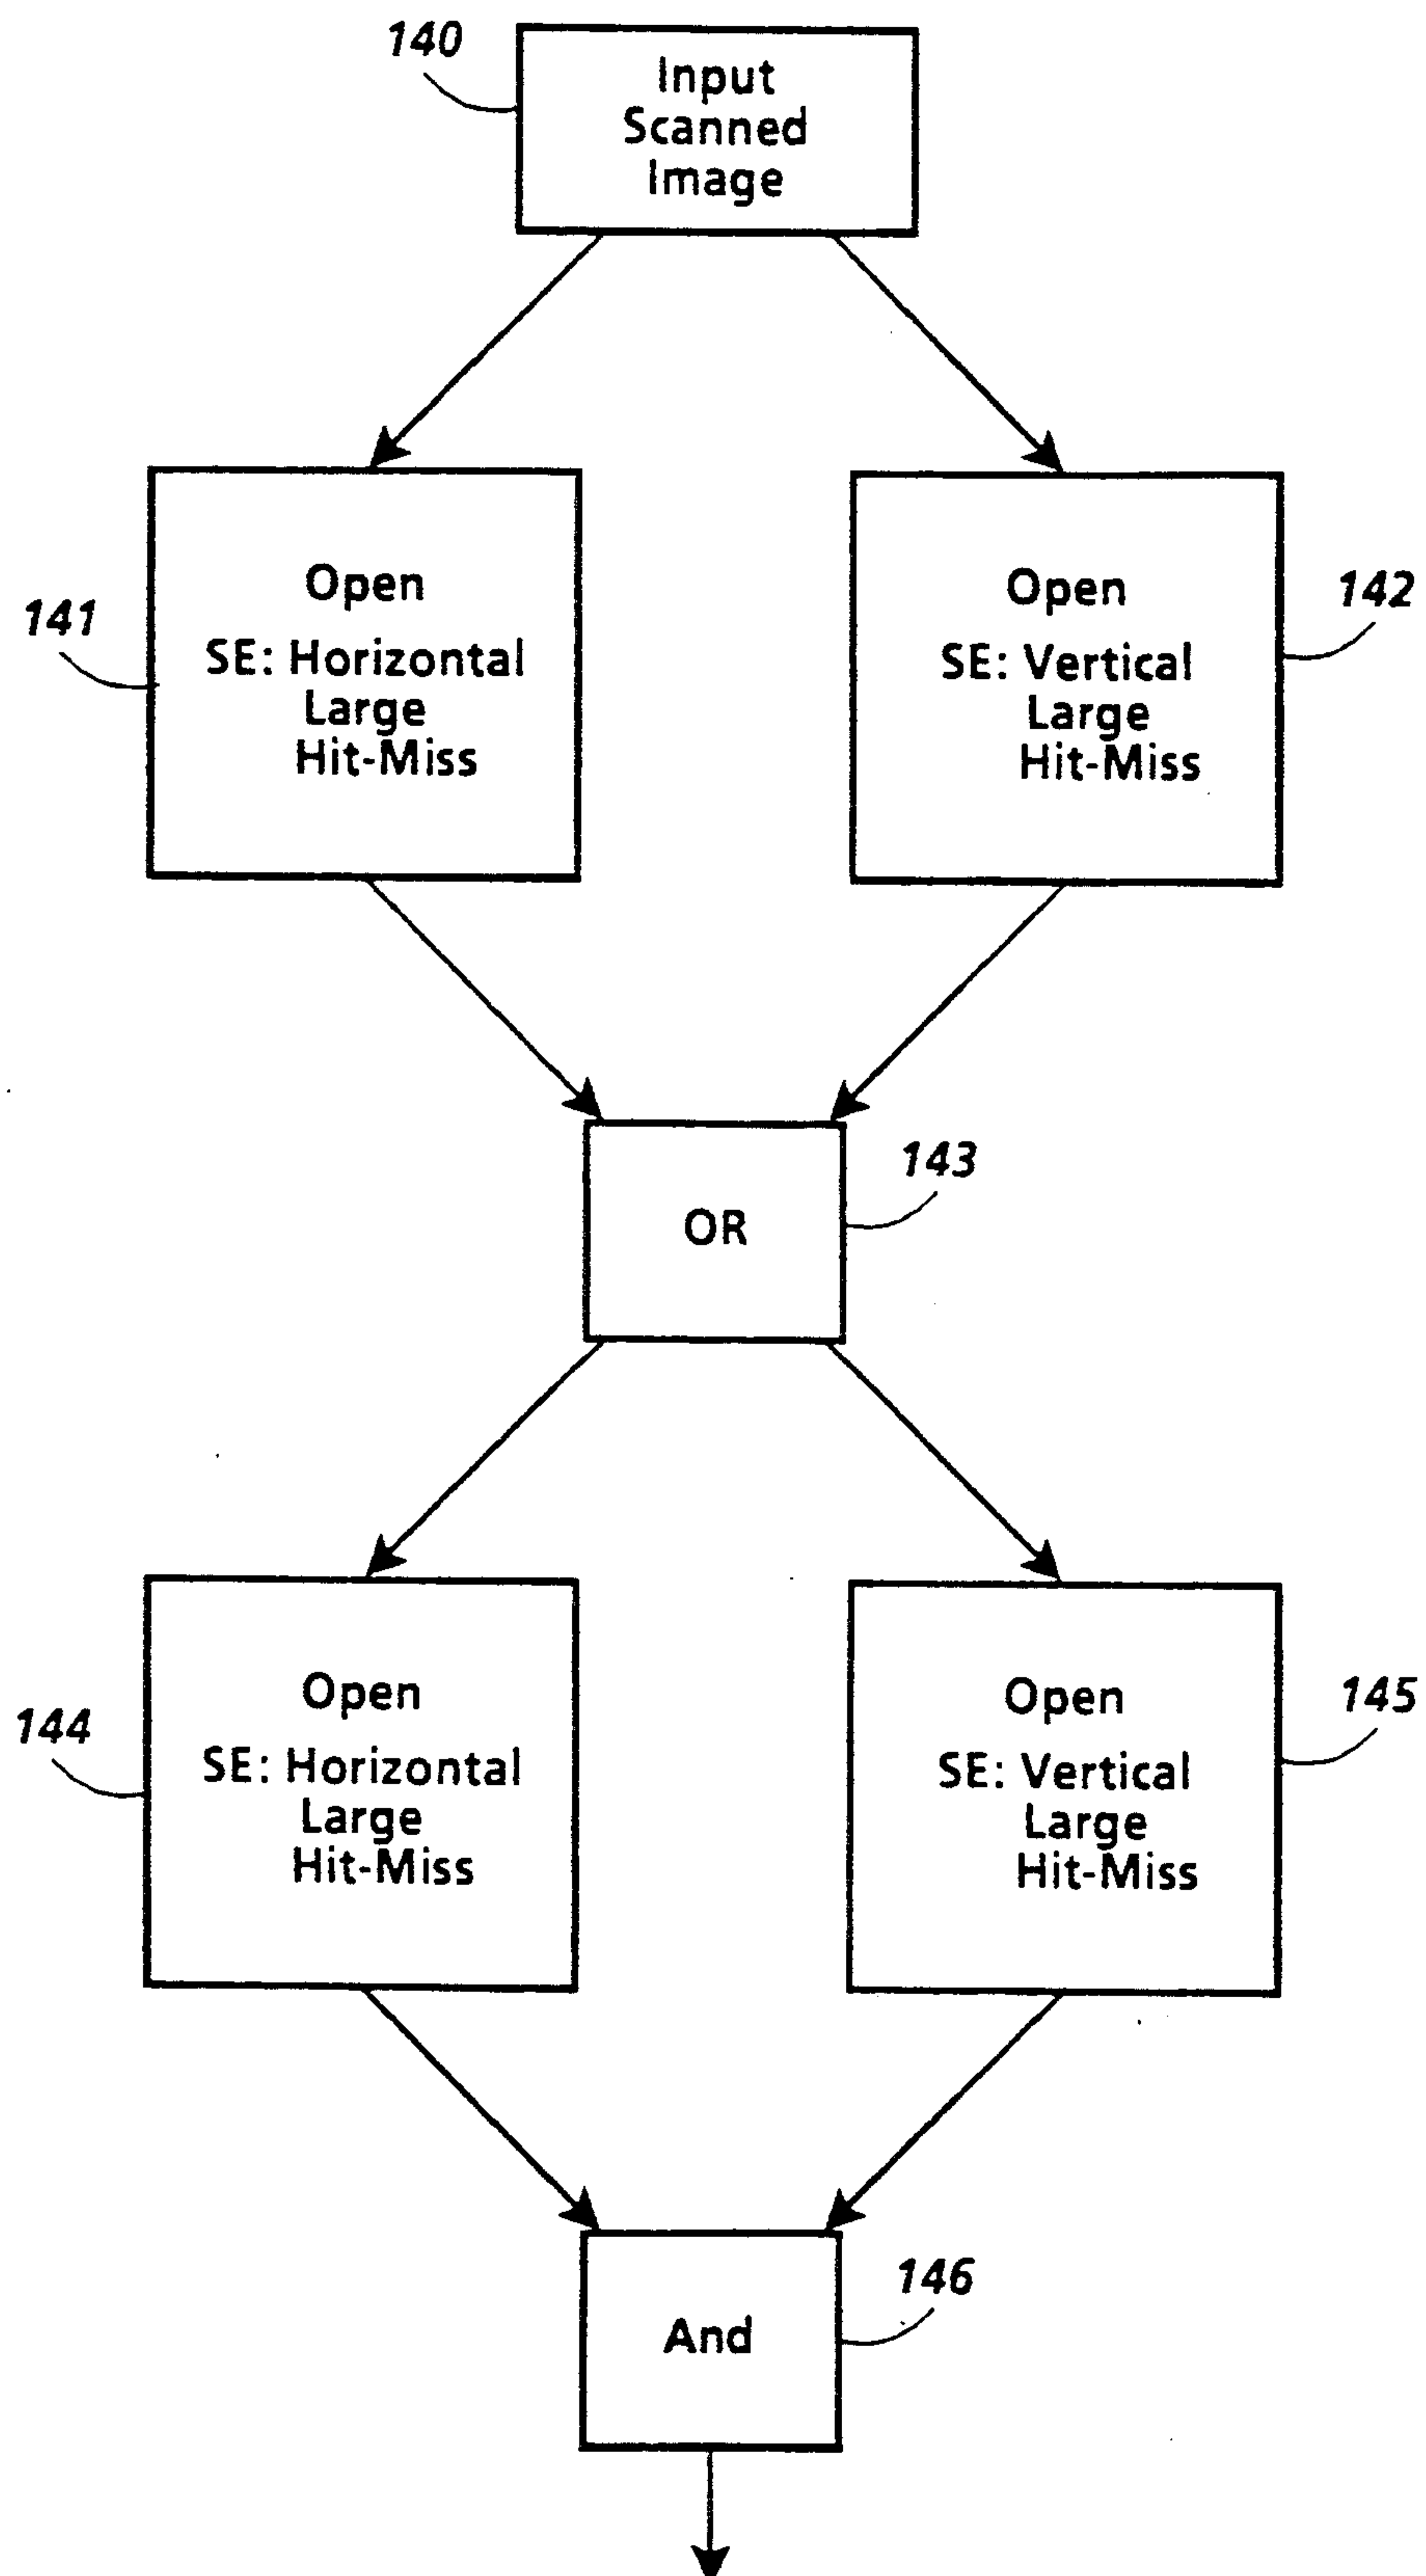 140
Input
Scanned
Image
141
Open
SE: Horizontal
Large
Hit-Miss
142
Open
SE: Vertical
Large
Hit-Miss
143
OR
144
Open
SE: Horizontal
Large
Hit-Miss
145
Open
SE: Vertical
Large
Hit-Miss
146
And